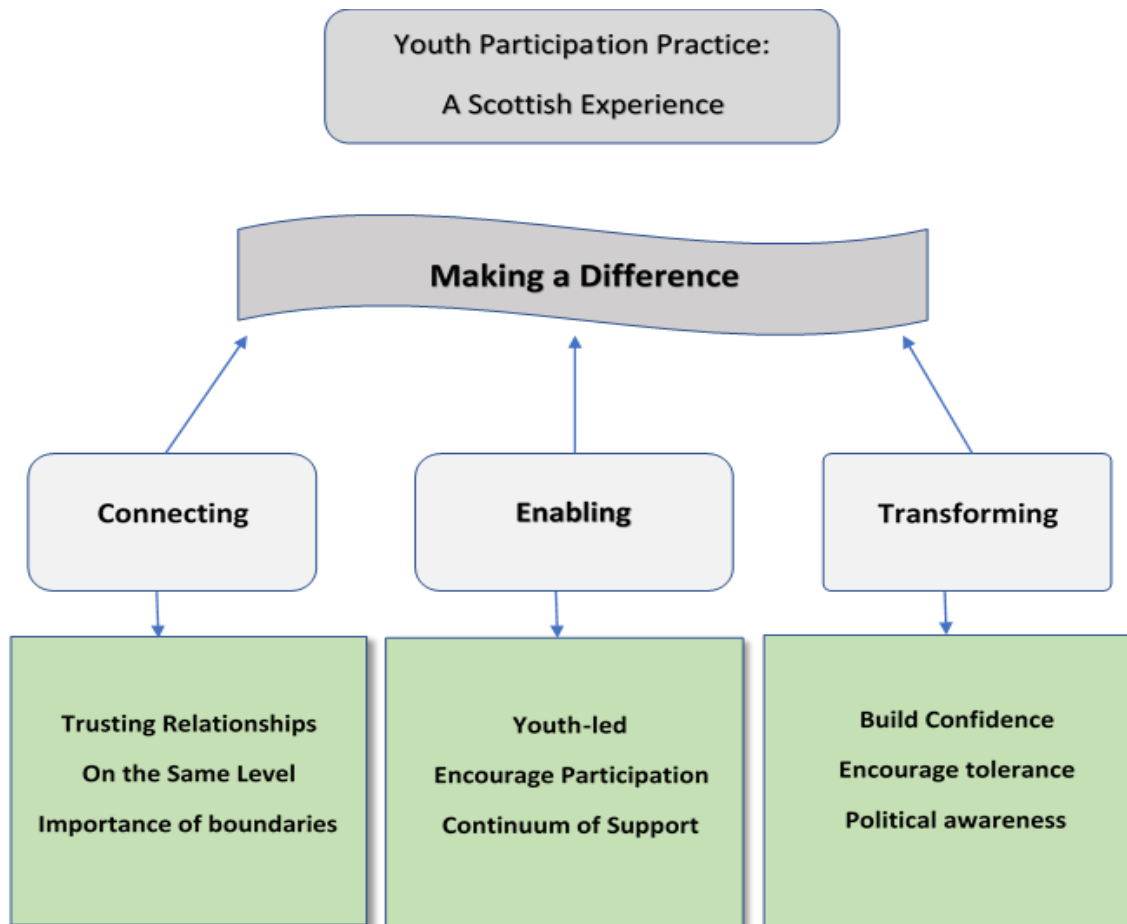 Youth Participation Practice:
A Scottish Experience
Making a Difference
Connecting
Enabling
Transforming
Trusting Relationships
On the Same Level
Importance of boundaries
Youth-led
Encourage Participation
Continuum of Support
Build Confidence
Encourage tolerance
Political awareness